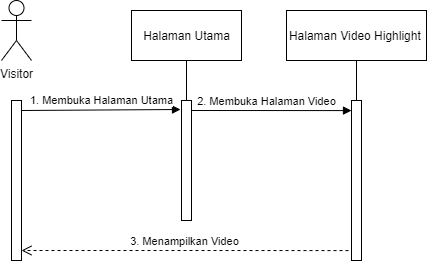 Halaman Utama
Halaman Video Highlight
Visitor
1. Membuka Halaman Utama
2. Membuka Halaman Video
3. Menampilkan Video